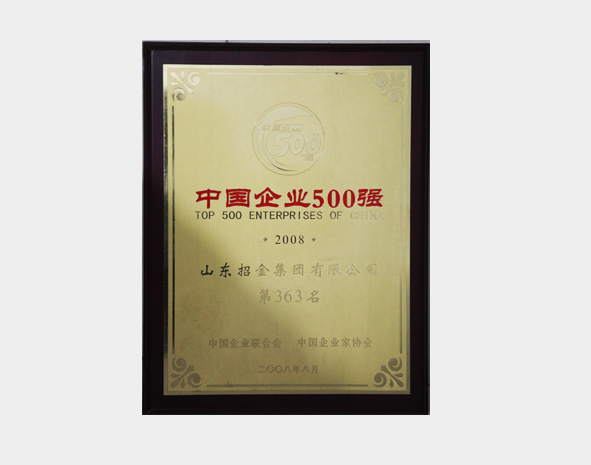 500
中国企业500强
TOP 500 ENTERPRISES OF CHINA
★ 2008 ★
山东招金集团有限公司
第363名
中国企业联合会 中国企业家协会
二〇〇八年八月